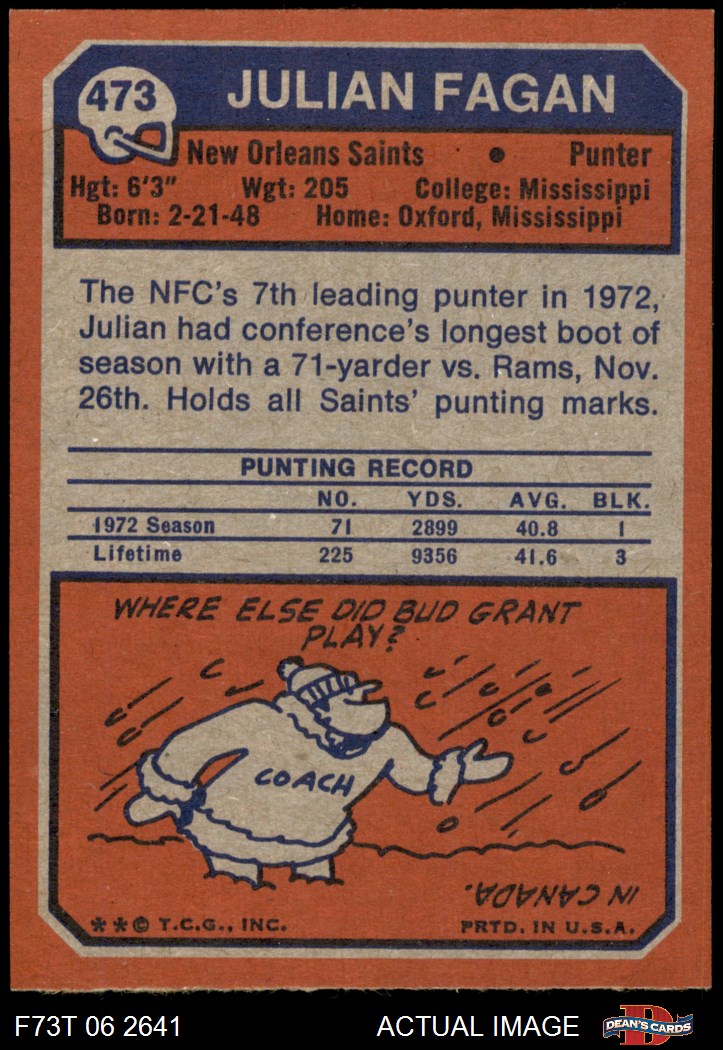 473
JULIAN FAGAN
New Orleans Saints • Punter
Hgt: 6'3" Wgt: 205 College: Mississippi
Born: 2-21-48 Home: Oxford, Mississippi
The NFC's 7th leading punter in 1972,
Julian had conference's longest boot of
season with a 71-yarder vs. Rams, Nov.
26th. Holds all Saints' punting marks.
PUNTING RECORD
NO. YDS. AVG. BLK.
1972 Season 71 2899 40.8 1
Lifetime 225 9356 41.6 3
WHERE ELSE DID BUD GRANT
PLAY?
COACH
IN CANADA.
**© T.C.G., INC. PRTD. IN U.S.A.
F73T 06 2641 ACTUAL IMAGE
D
DEAN'S CARDS